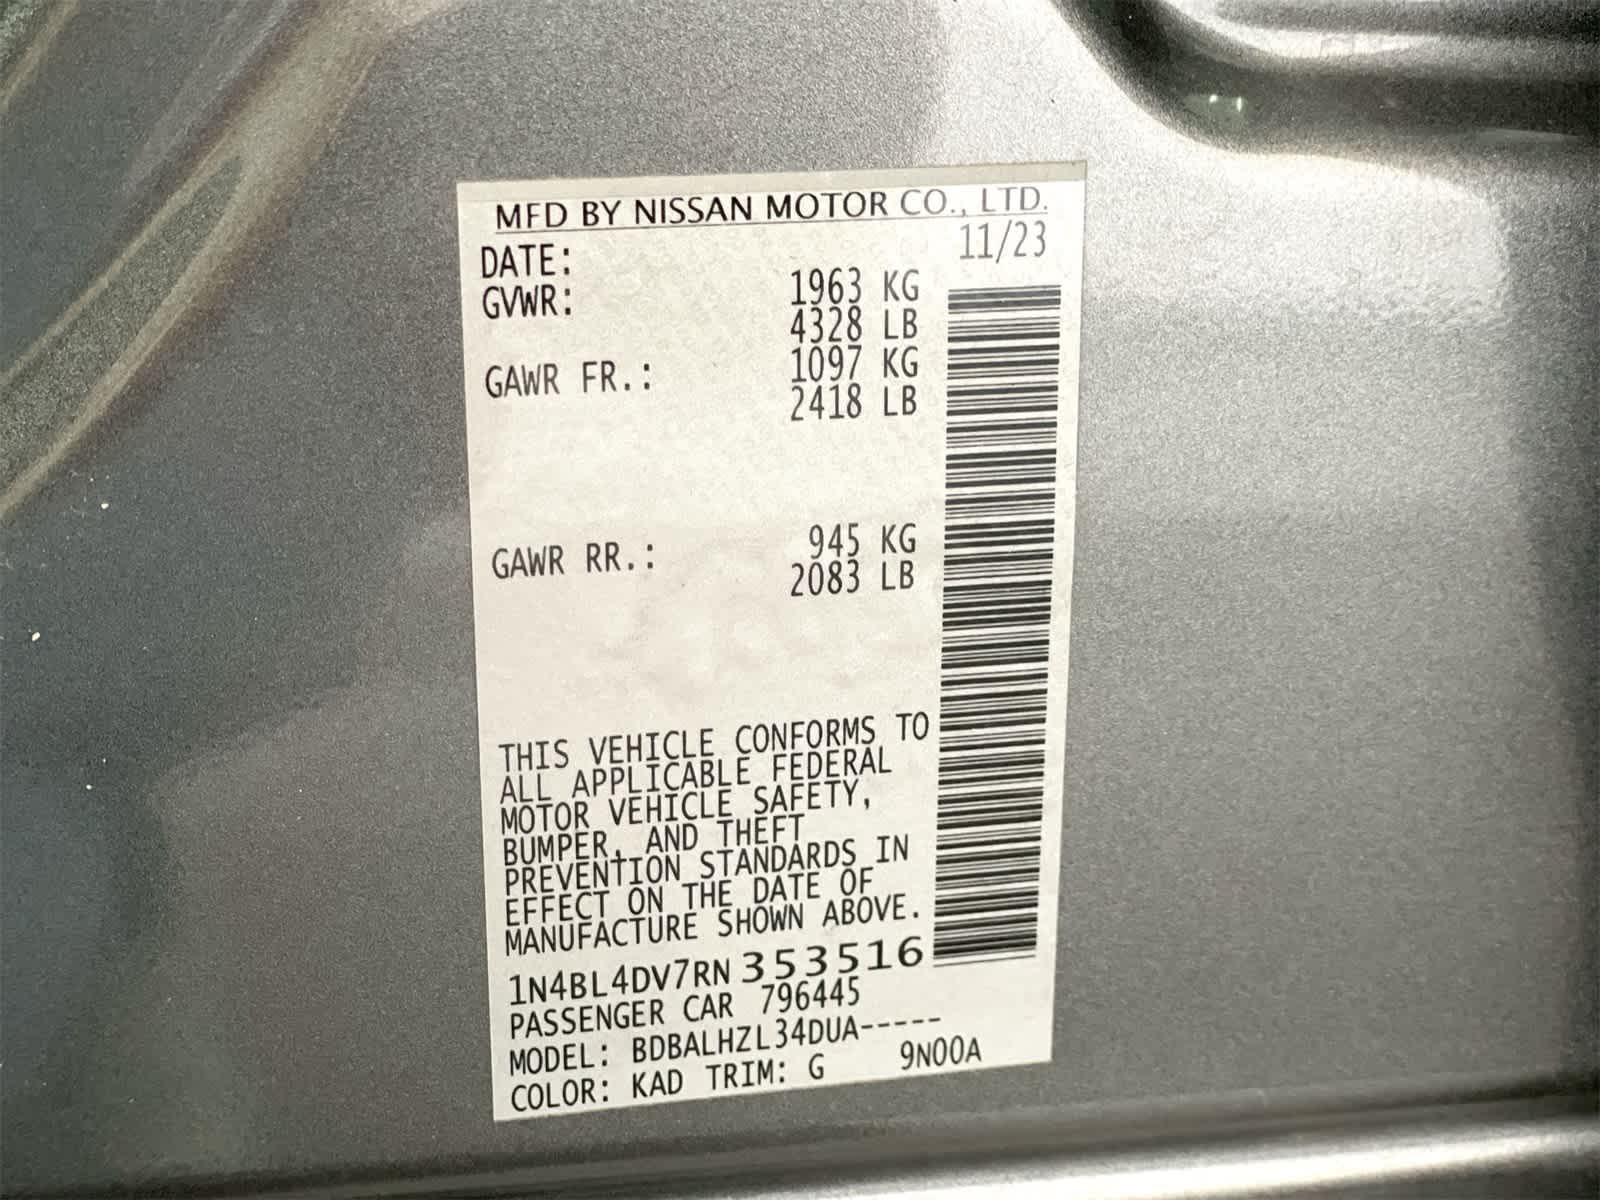 MFD BY NISSAN MOTOR CO., LTD.
DATE: 11/23
GVWR: 1963 KG
4328 LB
GAWR FR.: 1097 KG
2418 LB
GAWR RR.: 945 KG
2083 LB
THIS VEHICLE CONFORMS TO
ALL APPLICABLE FEDERAL
MOTOR VEHICLE SAFETY,
BUMPER, AND THEFT
PREVENTION STANDARDS IN
EFFECT ON THE DATE OF
MANUFACTURE SHOWN ABOVE.
1N4BL4DV7RN353516
PASSENGER CAR 796445
MODEL: BDBALHZL34DUA-----
COLOR: KAD TRIM: G 9N00A